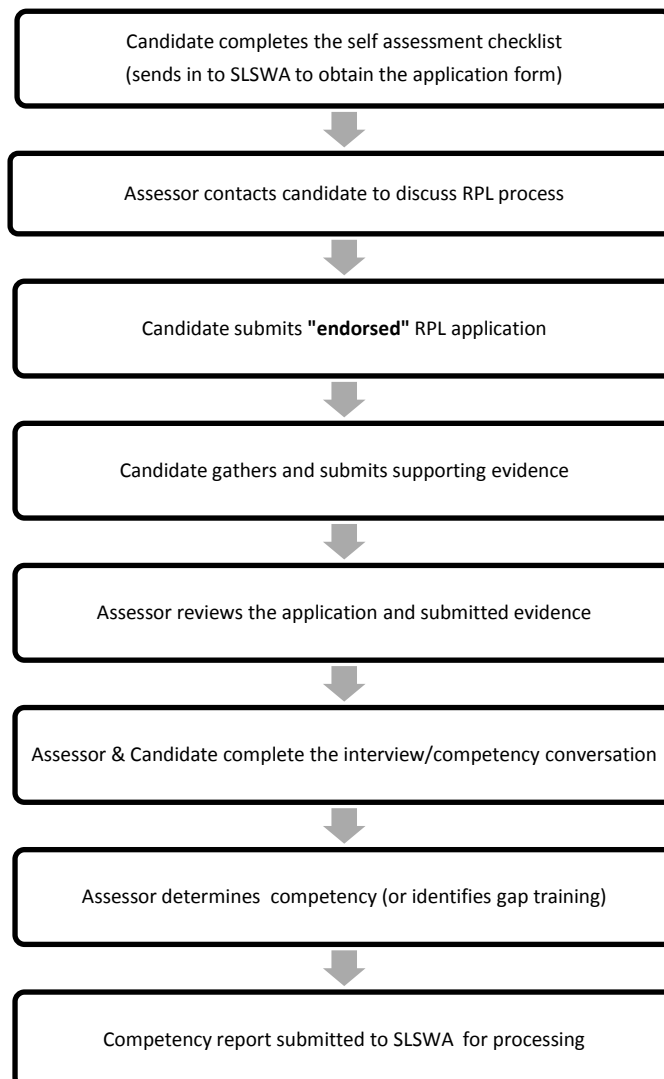 Candidate completes the self assessment checklist
(sends in to SLSWA to obtain the application form)
Assessor contacts candidate to discuss RPL process
Candidate submits "endorsed" RPL application
Candidate gathers and submits supporting evidence
Assessor reviews the application and submitted evidence
Assessor & Candidate complete the interview/competency conversation
Assessor determines competency (or identifies gap training)
Competency report submitted to SLSWA for processing